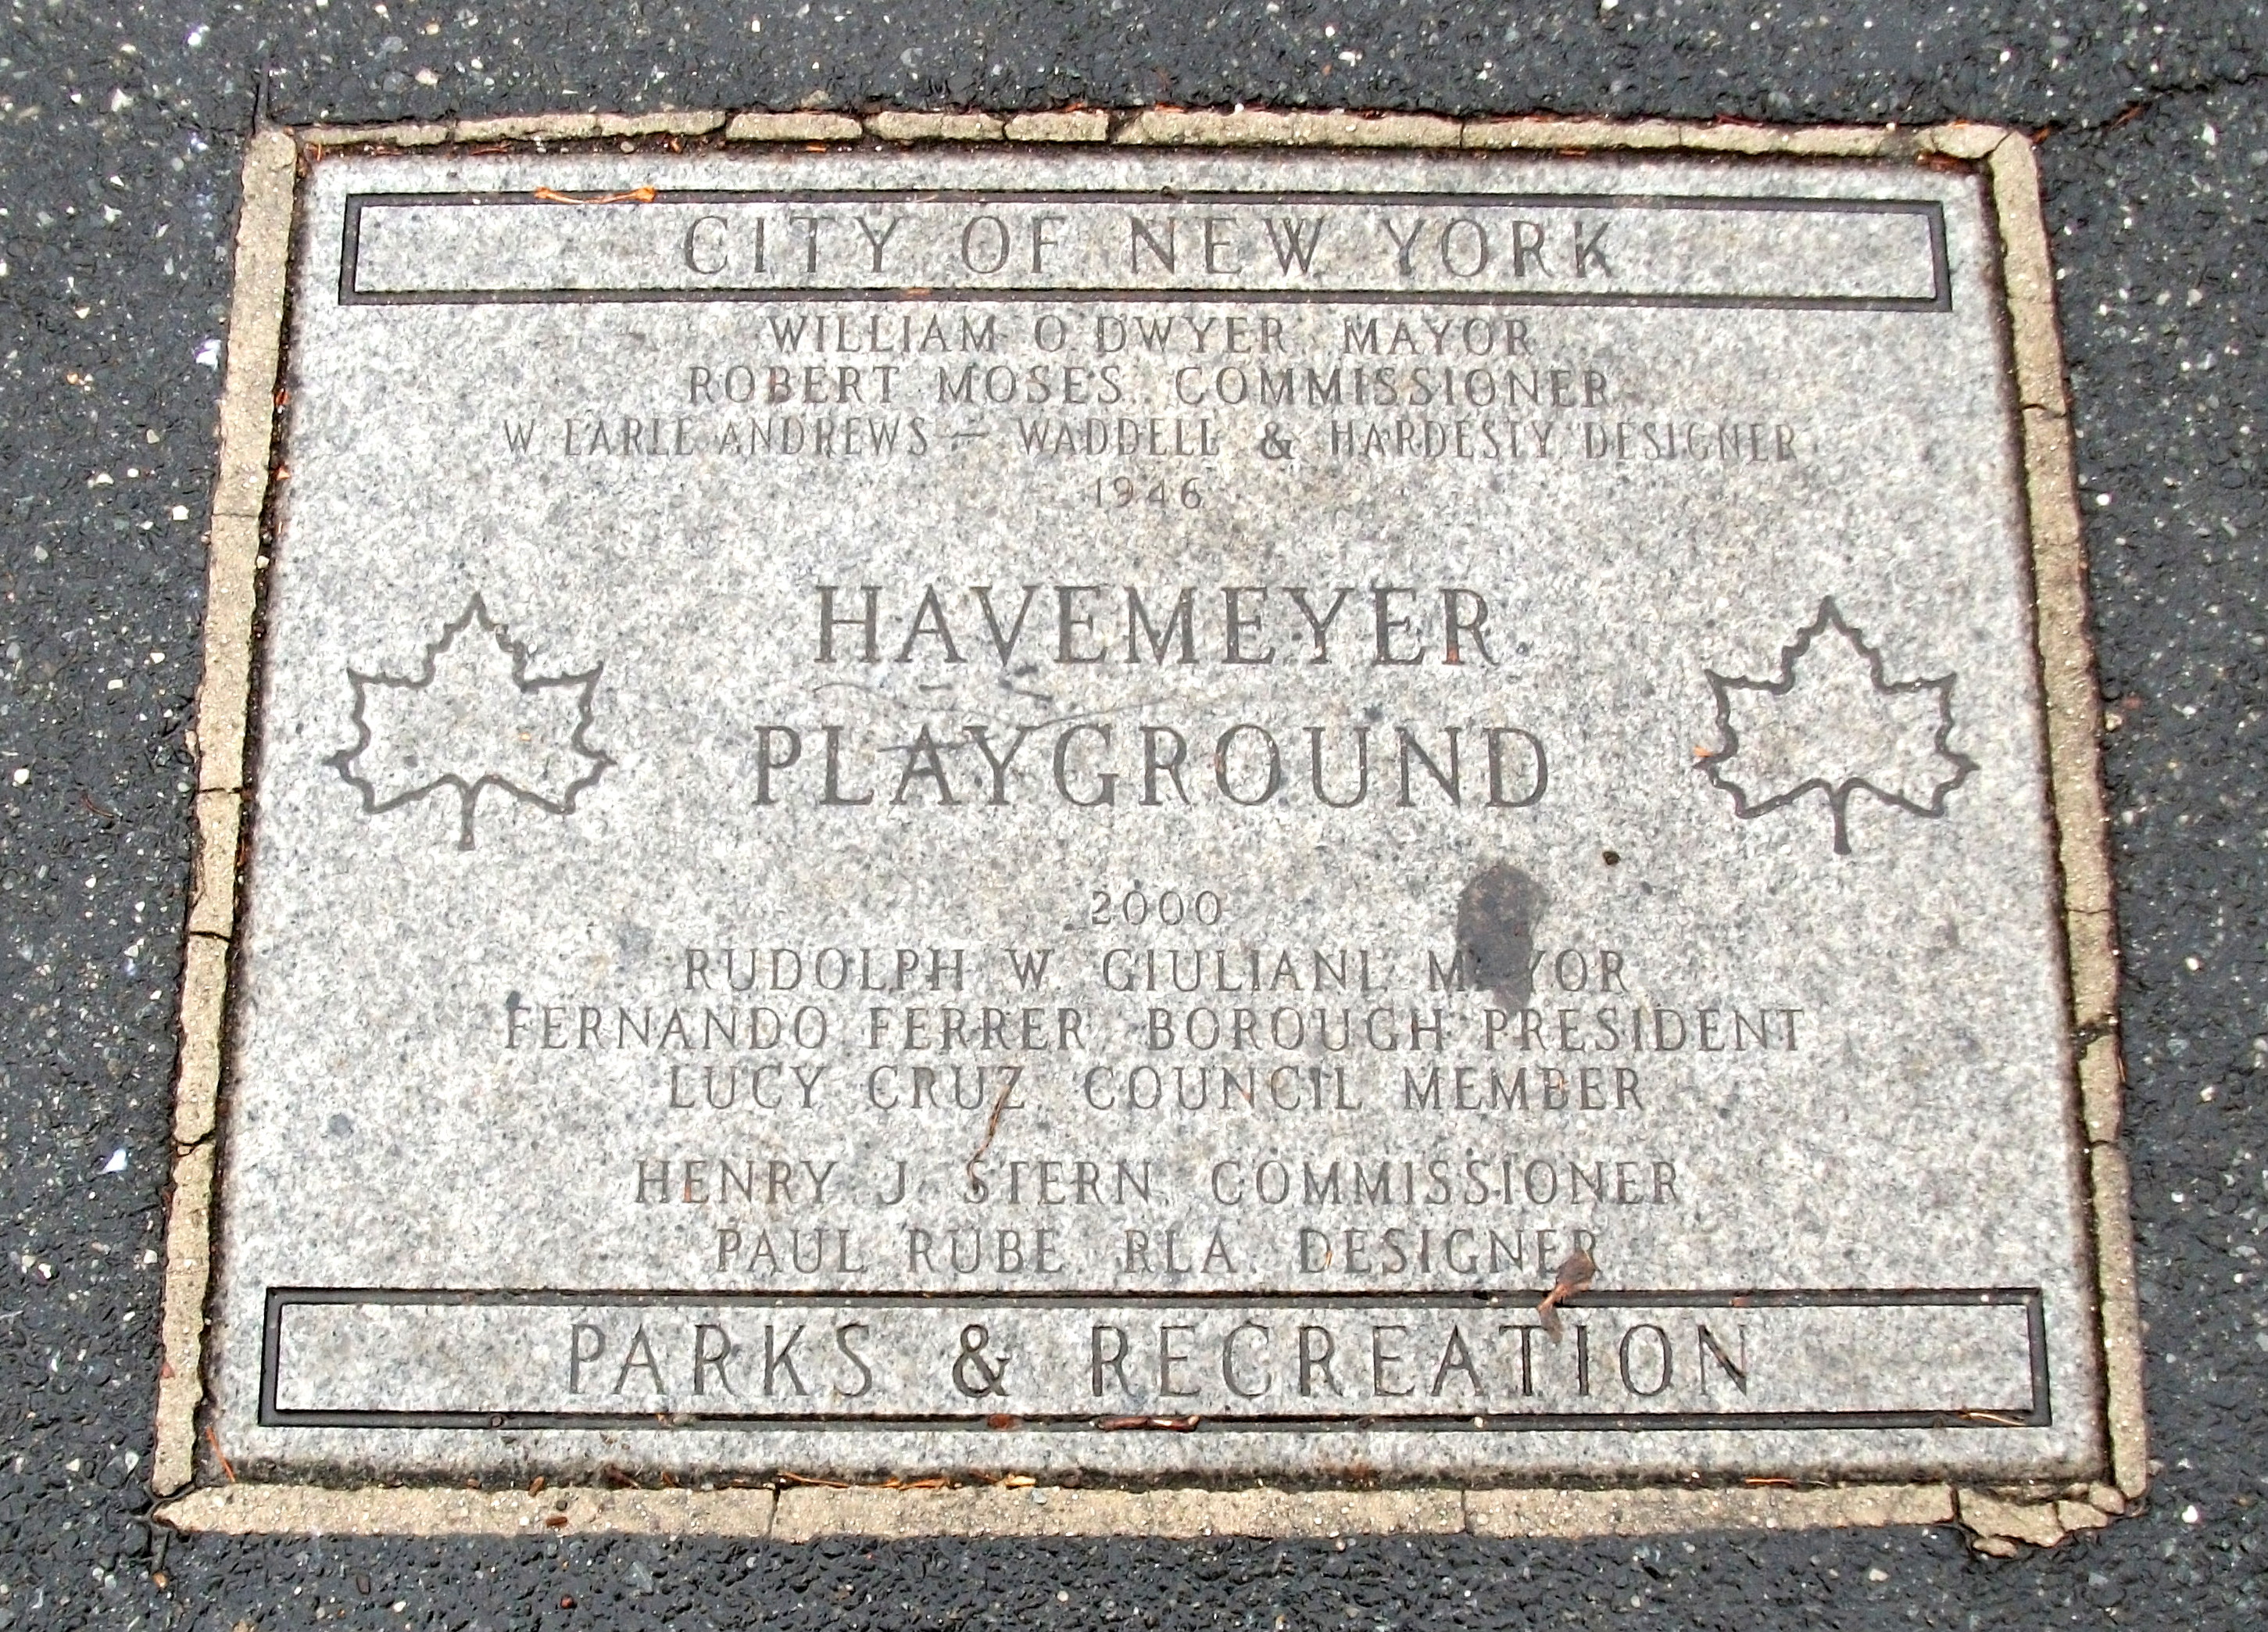 CITY OF NEW YORK
WILLIAM O'DWYER, MAYOR
ROBERT MOSES, COMMISSIONER
W. EARLE ANDREWS - WADDELL & HARDESTY DESIGNER
1946
HAVEMEYER
PLAYGROUND
2000
RUDOLPH W. GIULIANI, MAYOR
FERNANDO FERRER, BOROUGH PRESIDENT
LUCY CRUZ, COUNCIL MEMBER
HENRY J. STERN, COMMISSIONER
PAUL RUBE, RLA, DESIGNER
PARKS & RECREATION